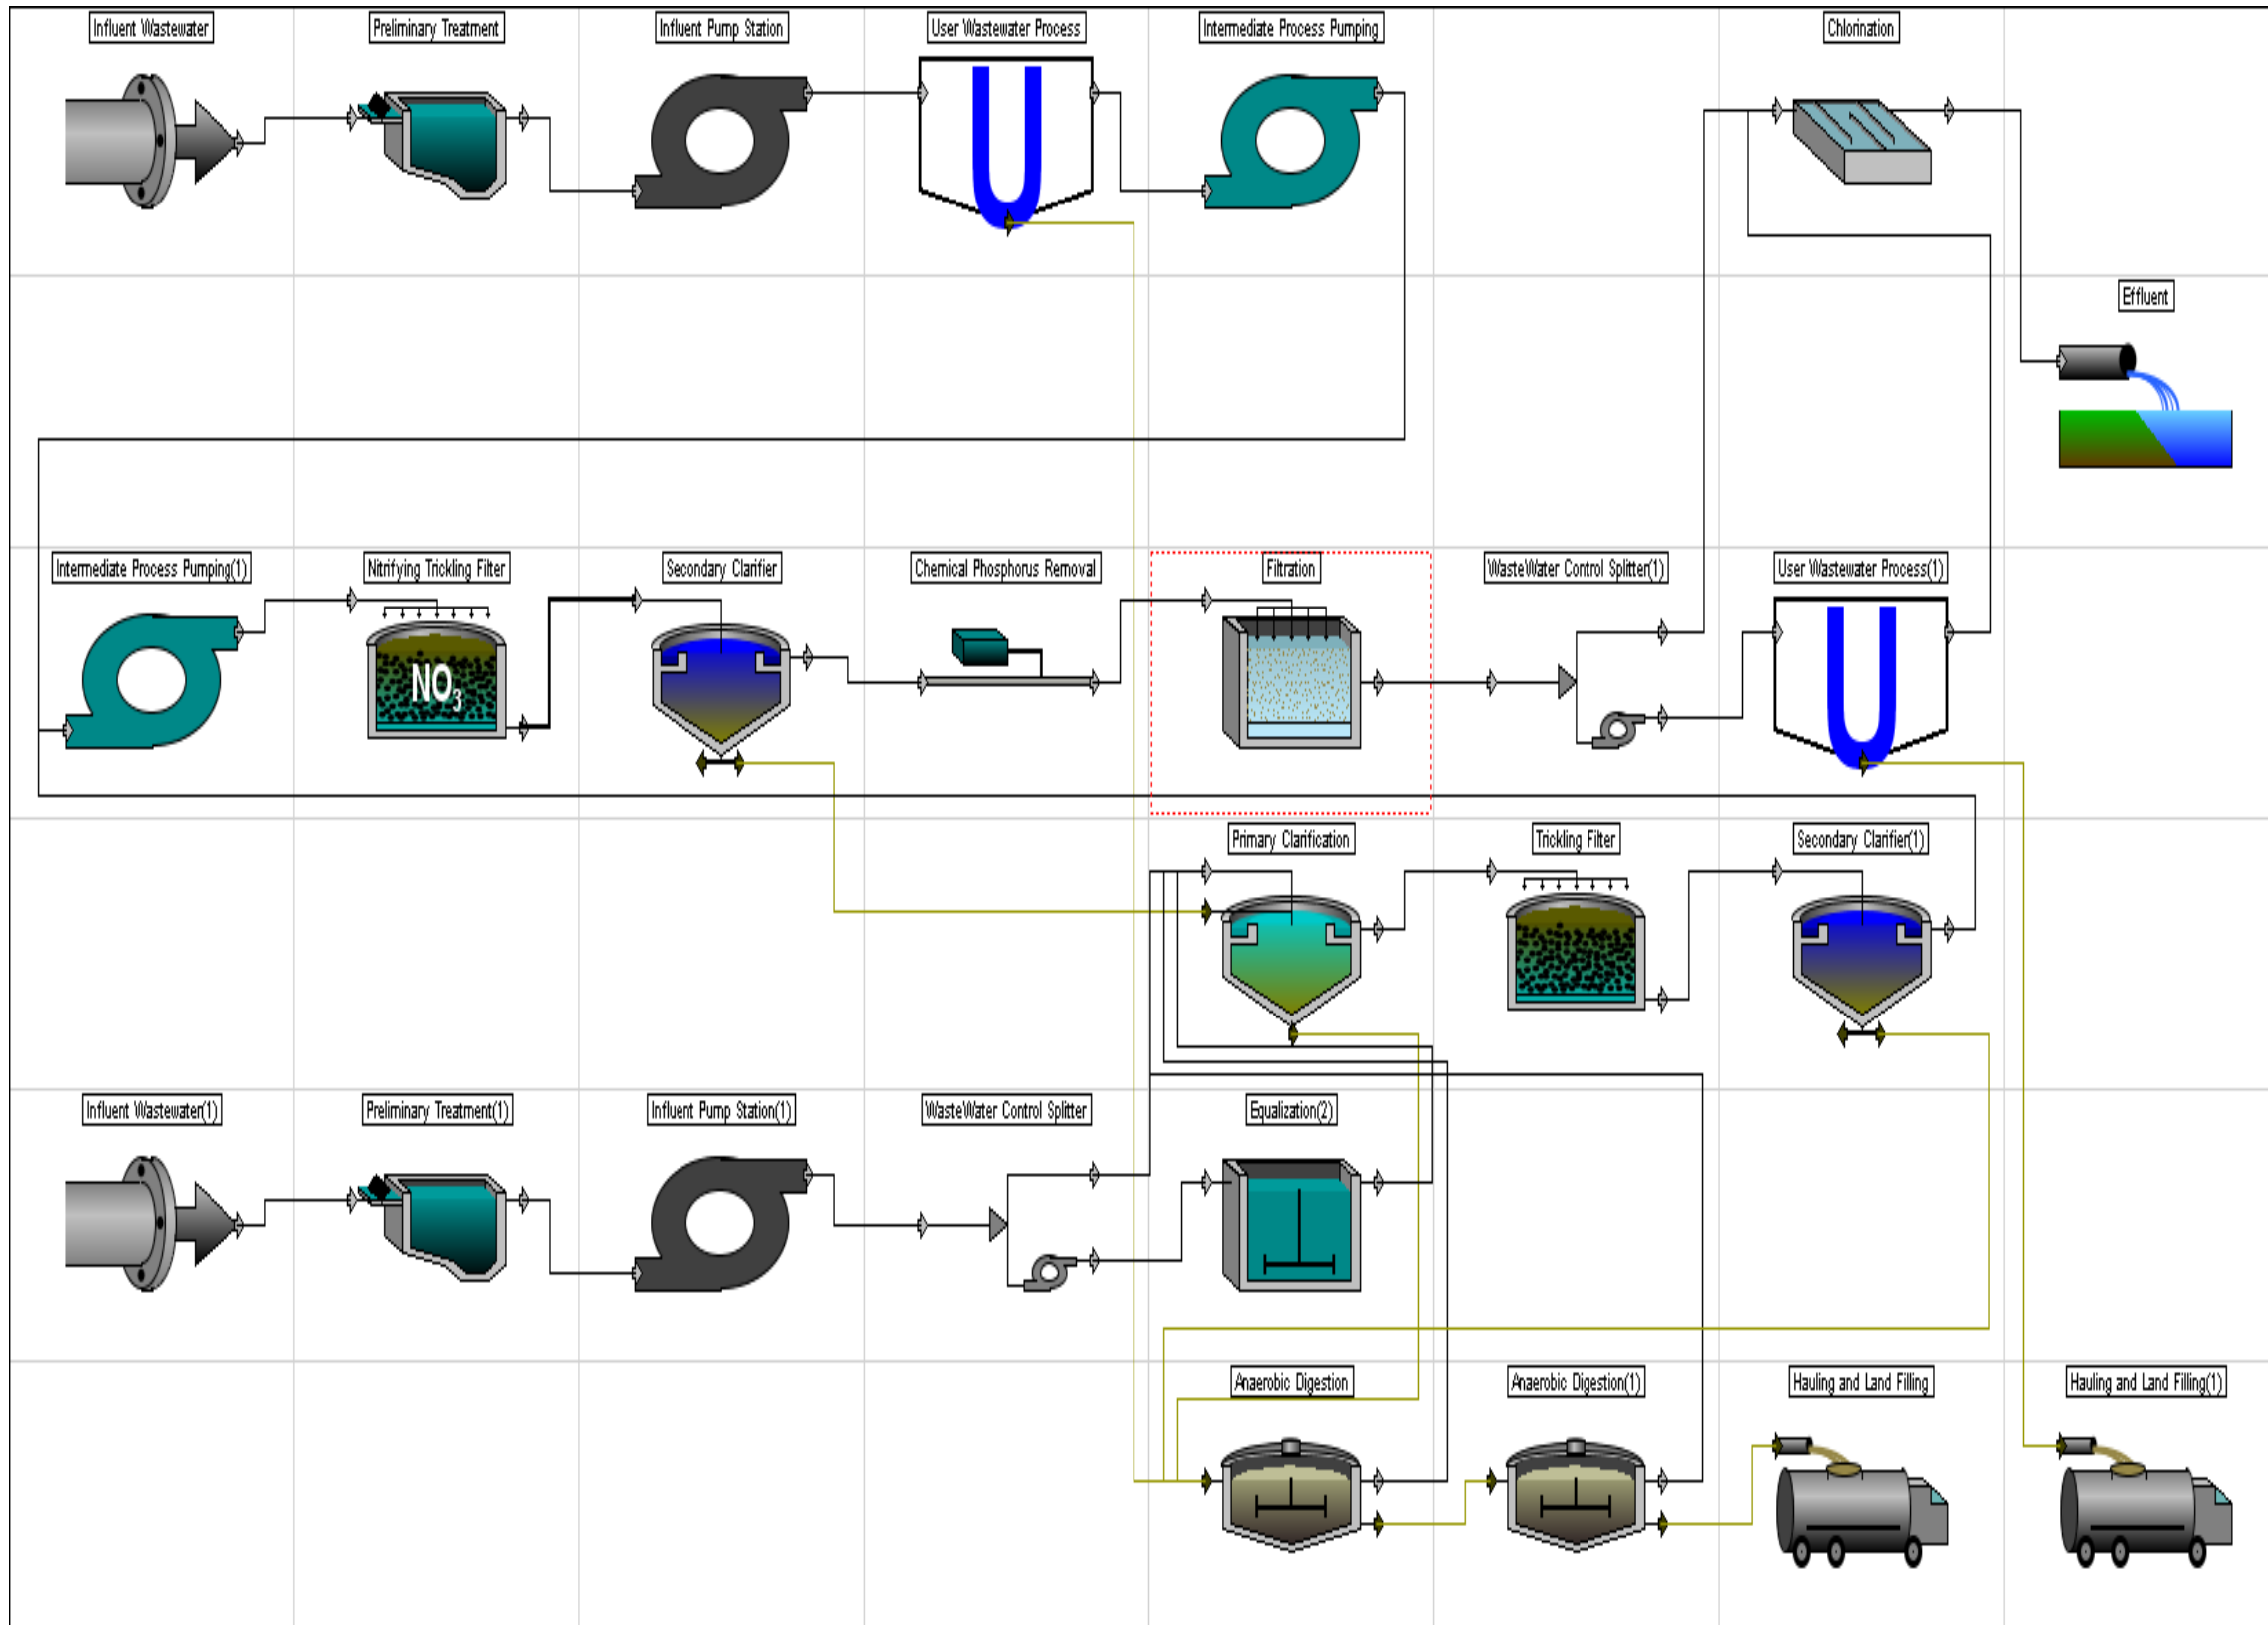 Influent Wastewater
Preliminary Treatment
Influent Pump Station
User Wastewater Process
Intermediate Process Pumping
Chlorination
Effluent
Intermediate Process Pumping(1)
Nitrifying Trickling Filter
Secondary Clarifier
Chemical Phosphorus Removal
Filtration
WasteWater Control Splitter(1)
User Wastewater Process(1)
NO3
Primary Clarification
Trickling Filter
Secondary Clarifier(1)
Influent Wastewater(1)
Preliminary Treatment(1)
Influent Pump Station(1)
WasteWater Control Splitter
Equalization(2)
Anaerobic Digestion
Anaerobic Digestion(1)
Hauling and Land Filling
Hauling and Land Filling(1)